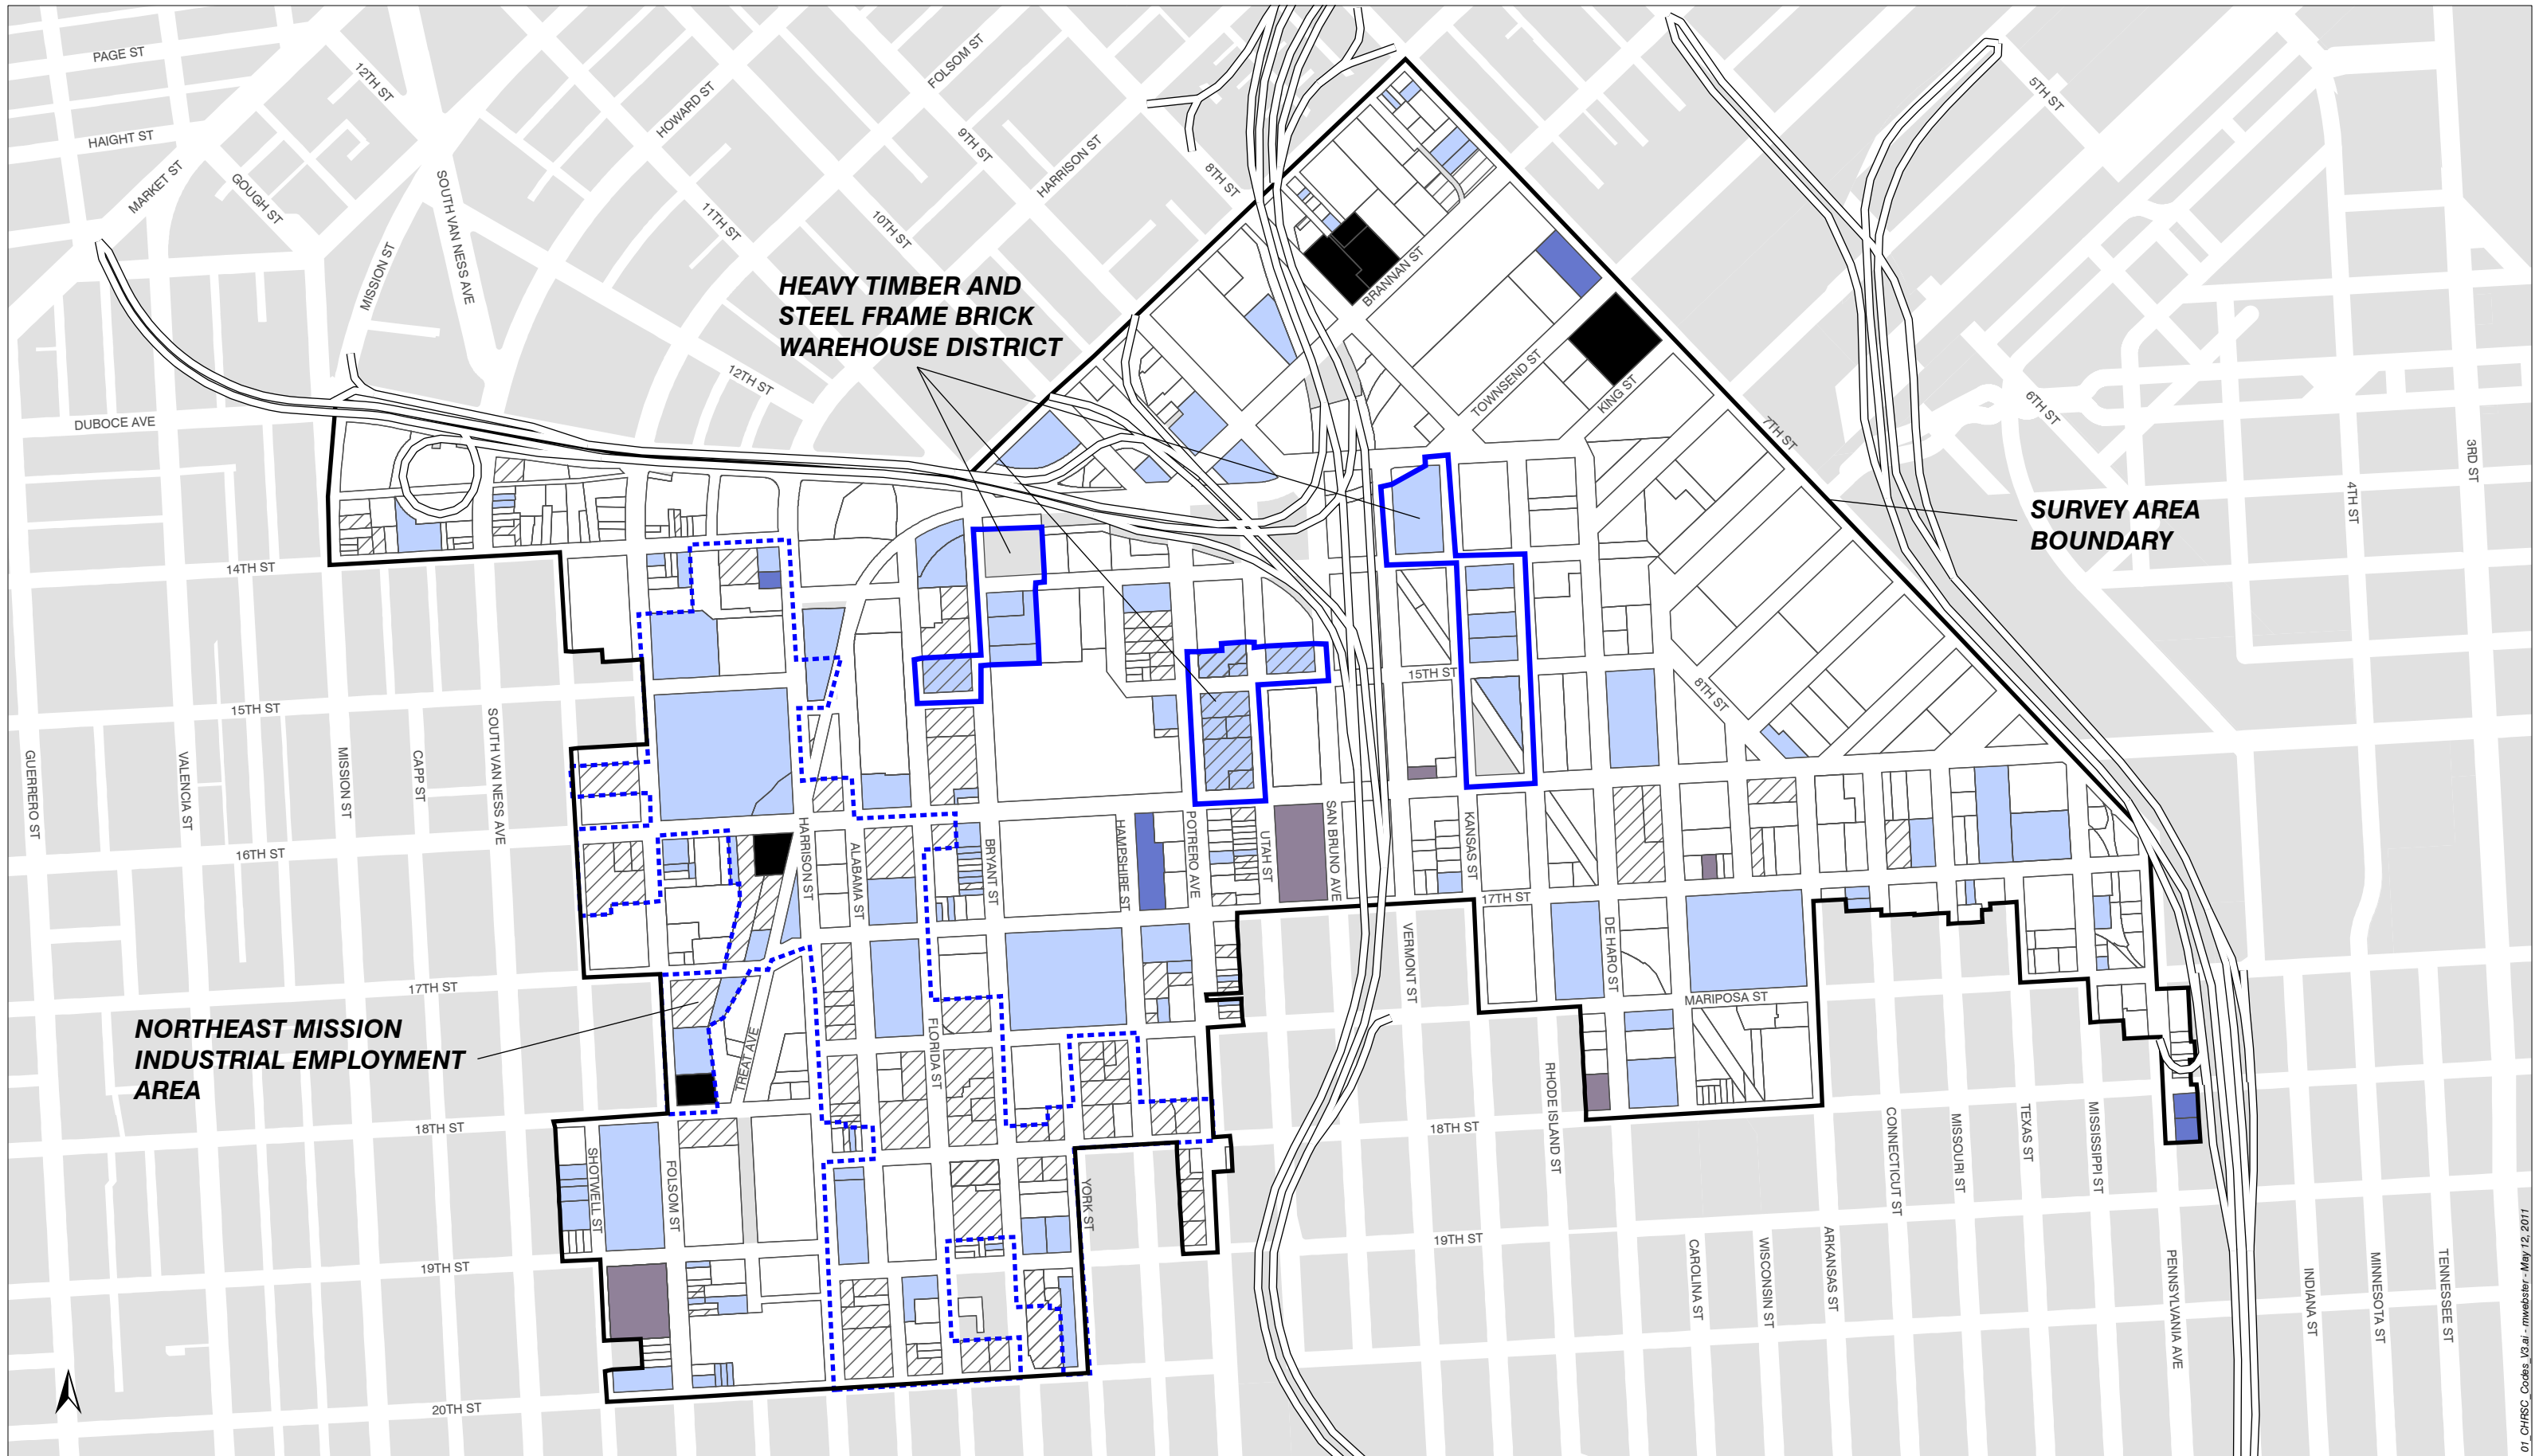 PAGE ST
HAIGHT ST
MARKET ST
GOUGH ST
12TH ST
MISSION ST
SOUTH VAN NESS AVE
HOWARD ST
11TH ST
FOLSOM ST
9TH ST
10TH ST
HARRISON ST
8TH ST
12TH ST
5TH ST
6TH ST
4TH ST
3RD ST
7TH ST
BRANNAN ST
TOWNSEND ST
KING ST
HEAVY TIMBER AND
STEEL FRAME BRICK
WAREHOUSE DISTRICT
SURVEY AREA
BOUNDARY
DUBOCE AVE
14TH ST
15TH ST
15TH ST
8TH ST
GUERRERO ST
VALENCIA ST
MISSION ST
CAPP ST
SOUTH VAN NESS AVE
16TH ST
HARRISON ST
ALABAMA ST
BRYANT ST
HAMPSHIRE ST
POTRERO AVE
UTAH ST
SAN BRUNO AVE
KANSAS ST
17TH ST
VERMONT ST
DE HARO ST
MARIPOSA ST
17TH ST
NORTHEAST MISSION
INDUSTRIAL EMPLOYMENT
AREA
TREAT AVE
FLORIDA ST
RHODE ISLAND ST
18TH ST
18TH ST
SHOTWELL ST
FOLSOM ST
YORK ST
CONNECTICUT ST
MISSOURI ST
TEXAS ST
MISSISSIPPI ST
19TH ST
19TH ST
CAROLINA ST
WISCONSIN ST
ARKANSAS ST
PENNSYLVANIA AVE
INDIANA ST
MINNESOTA ST
TENNESSEE ST
20TH ST
01_CHRSC_Codes_V3.ai - mwebster - May 12, 2011